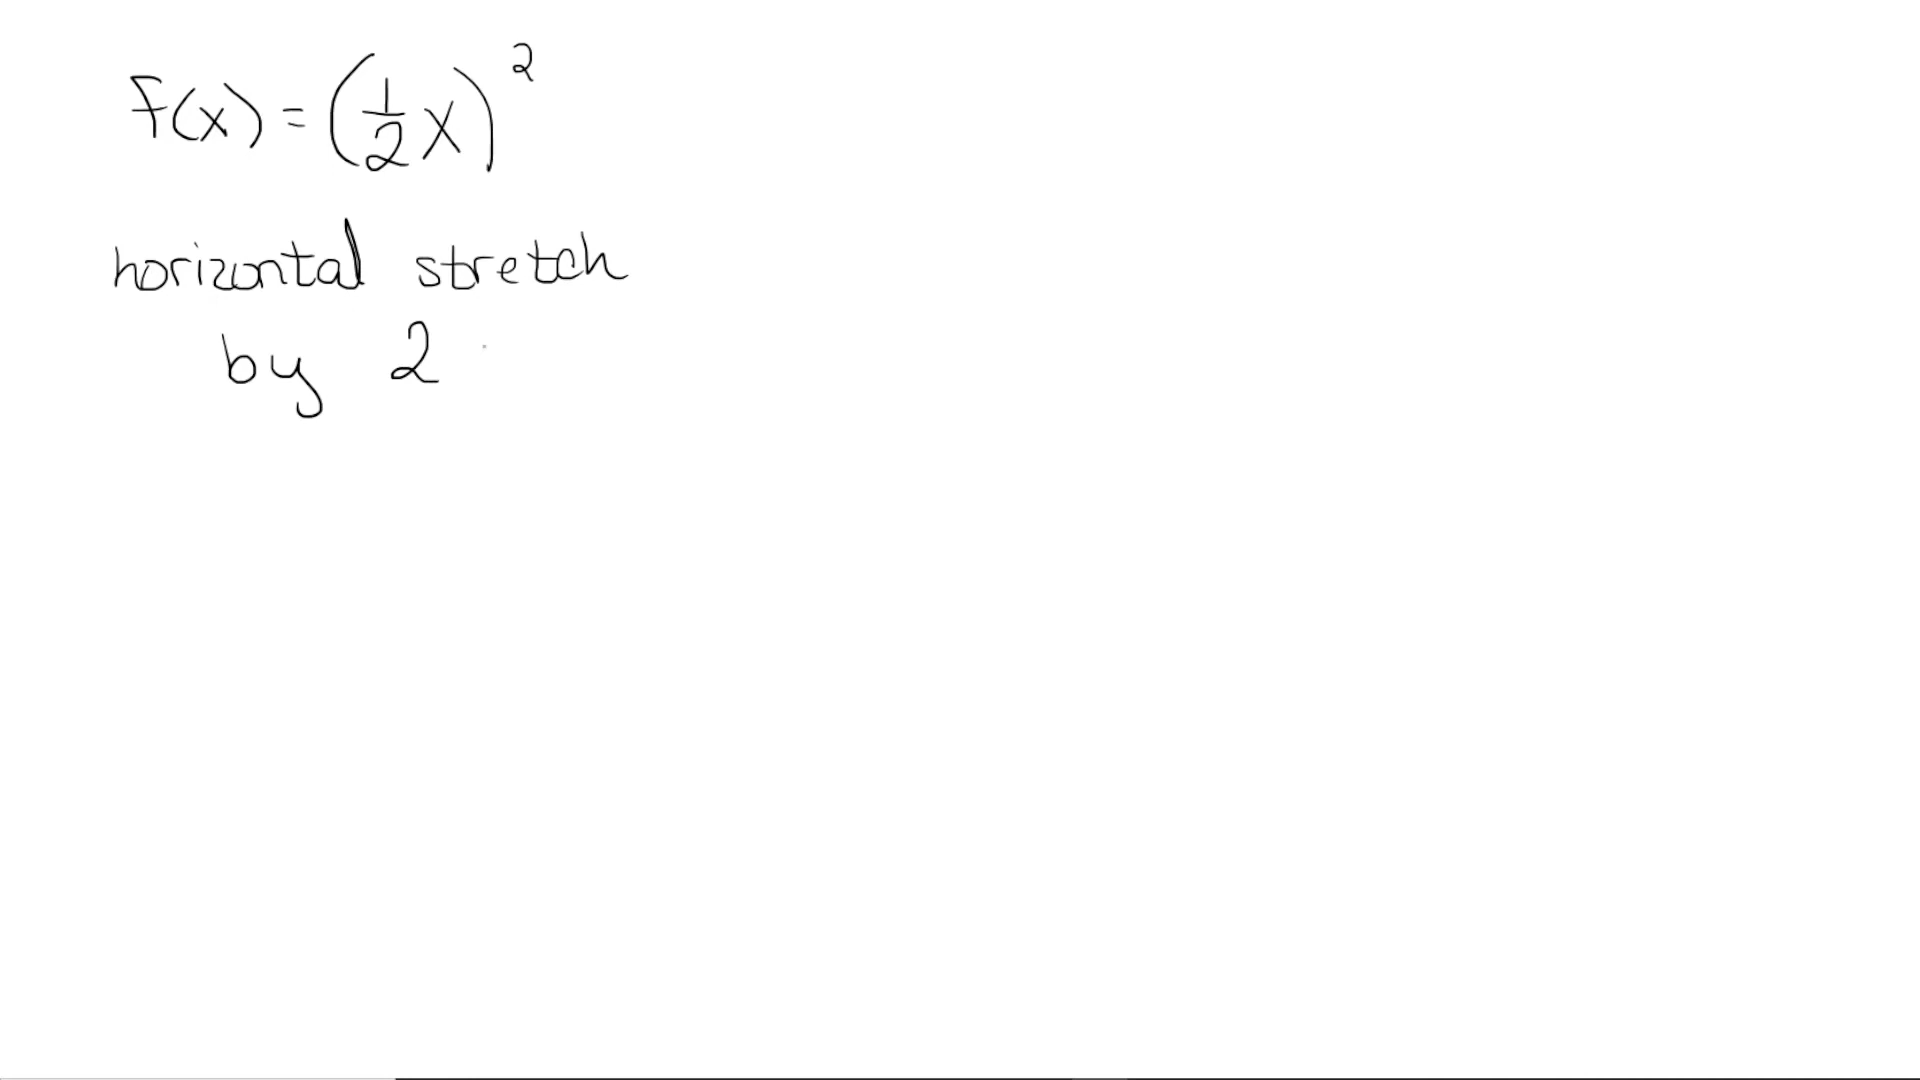 f(x) = (1/2 x)^2
horizontal stretch
by 2